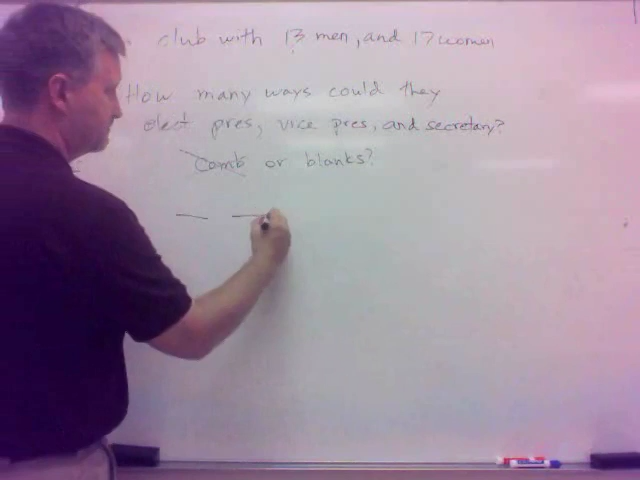 club with 13 men, and 17 women
How many ways could they
elect pres, vice pres, and secretary?
Comb or blanks?